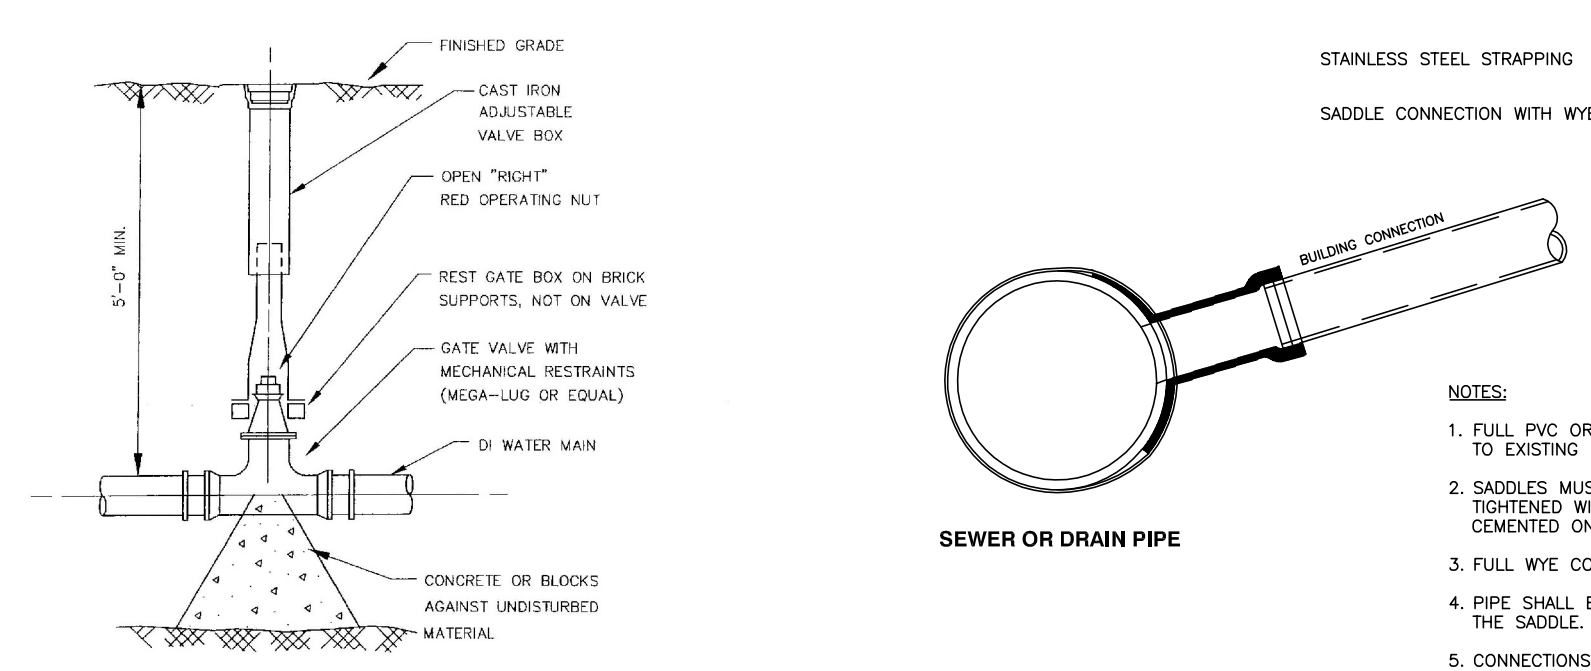 FINISHED GRADE
CAST IRON
ADJUSTABLE
VALVE BOX
OPEN "RIGHT"
RED OPERATING NUT
5'-0" MIN.
REST GATE BOX ON BRICK
SUPPORTS, NOT ON VALVE
GATE VALVE WITH
MECHANICAL RESTRAINTS
(MEGA-LUG OR EQUAL)
DI WATER MAIN
CONCRETE OR BLOCKS
AGAINST UNDISTURBED
MATERIAL
STAINLESS STEEL STRAPPING
SADDLE CONNECTION WITH WYE
BUILDING CONNECTION
SEWER OR DRAIN PIPE
NOTES:
1. FULL PVC OR
TO EXISTING
2. SADDLES
TIGHTENED
CEMENTED ON
3. FULL WYE
4. PIPE SHALL
THE SADDLE.
5. CONNECTIONS